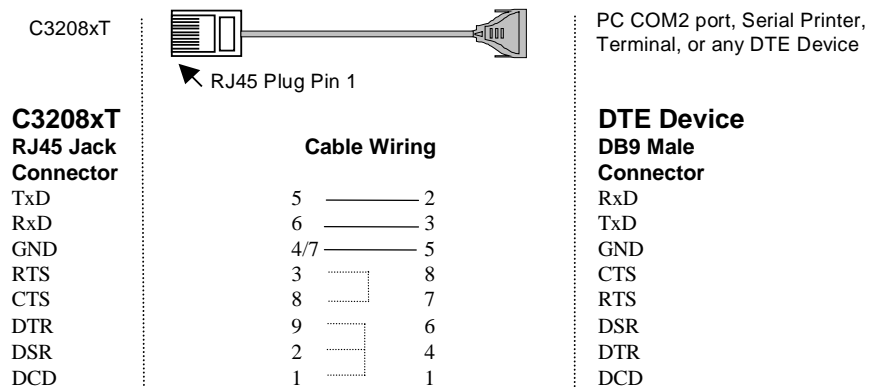 C3208xT
PC COM2 port, Serial Printer,
Terminal, or any DTE Device
RJ45 Plug Pin 1
C3208xT DTE Device
RJ45 Jack Cable Wiring DB9 Male
Connector Connector
TxD 5 2 RxD
RxD 6 3 TxD
GND 4/7 5 GND
RTS 3 8 CTS
CTS 8 7 RTS
DTR 9 6 DSR
DSR 2 4 DTR
DCD 1 1 DCD